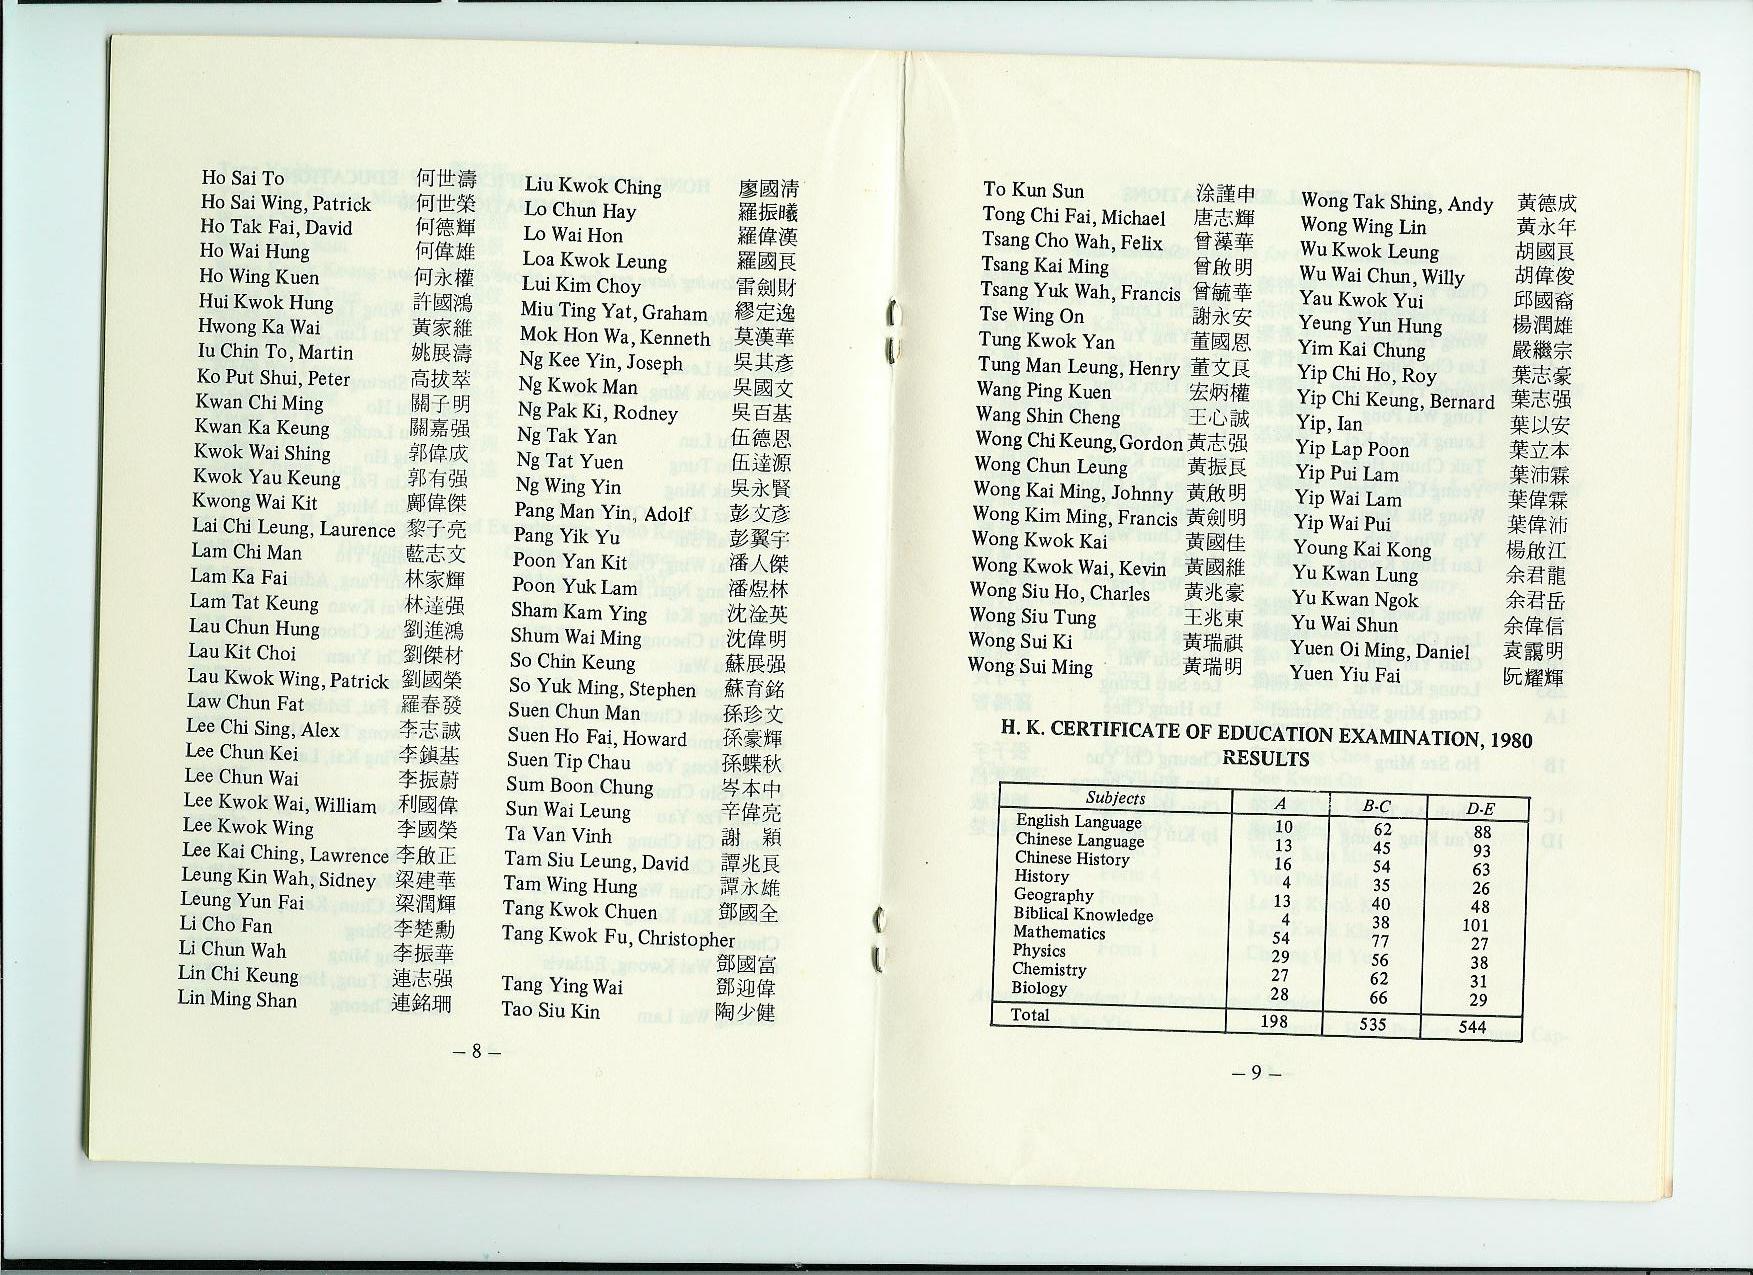 Ho Sai To 何世濤
Ho Sai Wing, Patrick 何世榮
Ho Tak Fai, David 何德輝
Ho Wai Hung 何偉雄
Ho Wing Kuen 何永權
Hui Kwok Hung 許國鴻
Hwong Ka Wai 黃家維
Iu Chin To, Martin 姚展濤
Ko Put Shui, Peter 高拔萃
Kwan Chi Ming 關子明
Kwan Ka Keung 關嘉强
Kwok Wai Shing 郭偉成
Kwok Yau Keung 郭有强
Kwong Wai Kit 鄺偉傑
Lai Chi Leung, Laurence 黎子亮
Lam Chi Man 藍志文
Lam Ka Fai 林家輝
Lam Tat Keung 林達强
Lau Chun Hung 劉進鴻
Lau Kit Choi 劉傑材
Lau Kwok Wing, Patrick 劉國榮
Law Chun Fat 羅春發
Lee Chi Sing, Alex 李志誠
Lee Chun Kei 李鎮基
Lee Chun Wai 李振蔚
Lee Kwok Wai, William 利國偉
Lee Kwok Wing 李國榮
Lee Kai Ching, Lawrence 李啟正
Leung Kin Wah, Sidney 梁建華
Leung Yun Fai 梁潤輝
Li Cho Fan 李楚勳
Li Chun Wah 李振華
Lin Chi Keung 連志强
Lin Ming Shan 連銘珊
Liu Kwok Ching 廖國清
Lo Chun Hay 羅振曦
Lo Wai Hon 羅偉漢
Loa Kwok Leung 羅國良
Lui Kim Choy 雷劍財
Miu Ting Yat, Graham 繆定逸
Mok Hon Wa, Kenneth 莫漢華
Ng Kee Yin, Joseph 吳其彥
Ng Kwok Man 吳國文
Ng Pak Ki, Rodney 吳百基
Ng Tak Yan 伍德恩
Ng Tat Yuen 伍達源
Ng Wing Yin 吳永賢
Pang Man Yin, Adolf 彭文彥
Pang Yik Yu 彭翼宇
Poon Yan Kit 潘人傑
Poon Yuk Lam 潘煜林
Sham Kam Ying 沈淦英
Shum Wai Ming 沈偉明
So Chin Keung 蘇展强
So Yuk Ming, Stephen 蘇育銘
Suen Chun Man 孫珍文
Suen Ho Fai, Howard 孫豪輝
Suen Tip Chau 孫蝶秋
Sum Boon Chung 岑本中
Sun Wai Leung 辛偉亮
Ta Van Vinh 謝 穎
Tam Siu Leung, David 譚兆良
Tam Wing Hung 譚永雄
Tang Kwok Chuen 鄧國全
Tang Kwok Fu, Christopher
鄧國富
Tang Ying Wai 鄧迎偉
Tao Siu Kin 陶少健
– 8 –
To Kun Sun 涂謹申
Tong Chi Fai, Michael 唐志輝
Tsang Cho Wah, Felix 曾藻華
Tsang Kai Ming 曾啟明
Tsang Yuk Wah, Francis 曾毓華
Tse Wing On 謝永安
Tung Kwok Yan 董國恩
Tung Man Leung, Henry 董文良
Wang Ping Kuen 宏炳權
Wang Shin Cheng 王心誠
Wong Chi Keung, Gordon 黃志强
Wong Chun Leung 黃振良
Wong Kai Ming, Johnny 黃啟明
Wong Kim Ming, Francis 黃劍明
Wong Kwok Kai 黃國佳
Wong Kwok Wai, Kevin 黃國維
Wong Siu Ho, Charles 黃兆豪
Wong Siu Tung 王兆東
Wong Sui Ki 黃瑞祺
Wong Sui Ming 黃瑞明
Wong Tak Shing, Andy 黃德成
Wong Wing Lin 黃永年
Wu Kwok Leung 胡國良
Wu Wai Chun, Willy 胡偉俊
Yau Kwok Yui 邱國裔
Yeung Yun Hung 楊潤雄
Yim Kai Chung 嚴繼宗
Yip Chi Ho, Roy 葉志豪
Yip Chi Keung, Bernard 葉志强
Yip, Ian 葉以安
Yip Lap Poon 葉立本
Yip Pui Lam 葉沛霖
Yip Wai Lam 葉偉霖
Yip Wai Pui 葉偉沛
Young Kai Kong 楊啟江
Yu Kwan Lung 余君龍
Yu Kwan Ngok 余君岳
Yu Wai Shun 余偉信
Yuen Oi Ming, Daniel 袁靄明
Yuen Yiu Fai 阮耀輝
H. K. CERTIFICATE OF EDUCATION EXAMINATION, 1980
RESULTS
Subjects A B-C D-E
English Language 10 62 88
Chinese Language 13 45 93
Chinese History 16 54 63
History 4 35 26
Geography 13 40 48
Biblical Knowledge 4 38 101
Mathematics 54 77 27
Physics 29 56 38
Chemistry 27 62 31
Biology 28 66 29
Total 198 535 544
– 9 –